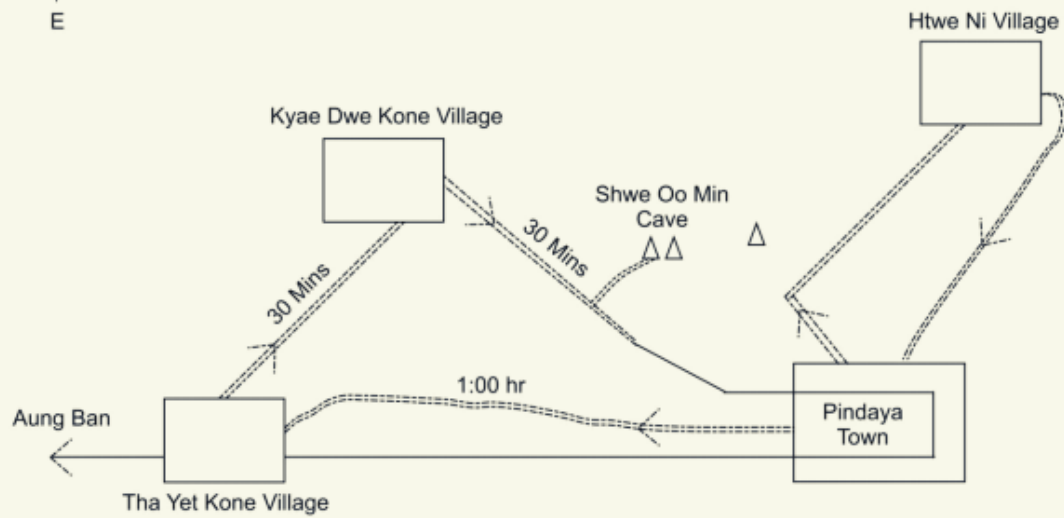 E
Htwe Ni Village
Kyae Dwe Kone Village
Shwe Oo Min
Cave
30 Mins
30 Mins
1:00 hr
Aung Ban
Pindaya
Town
Tha Yet Kone Village